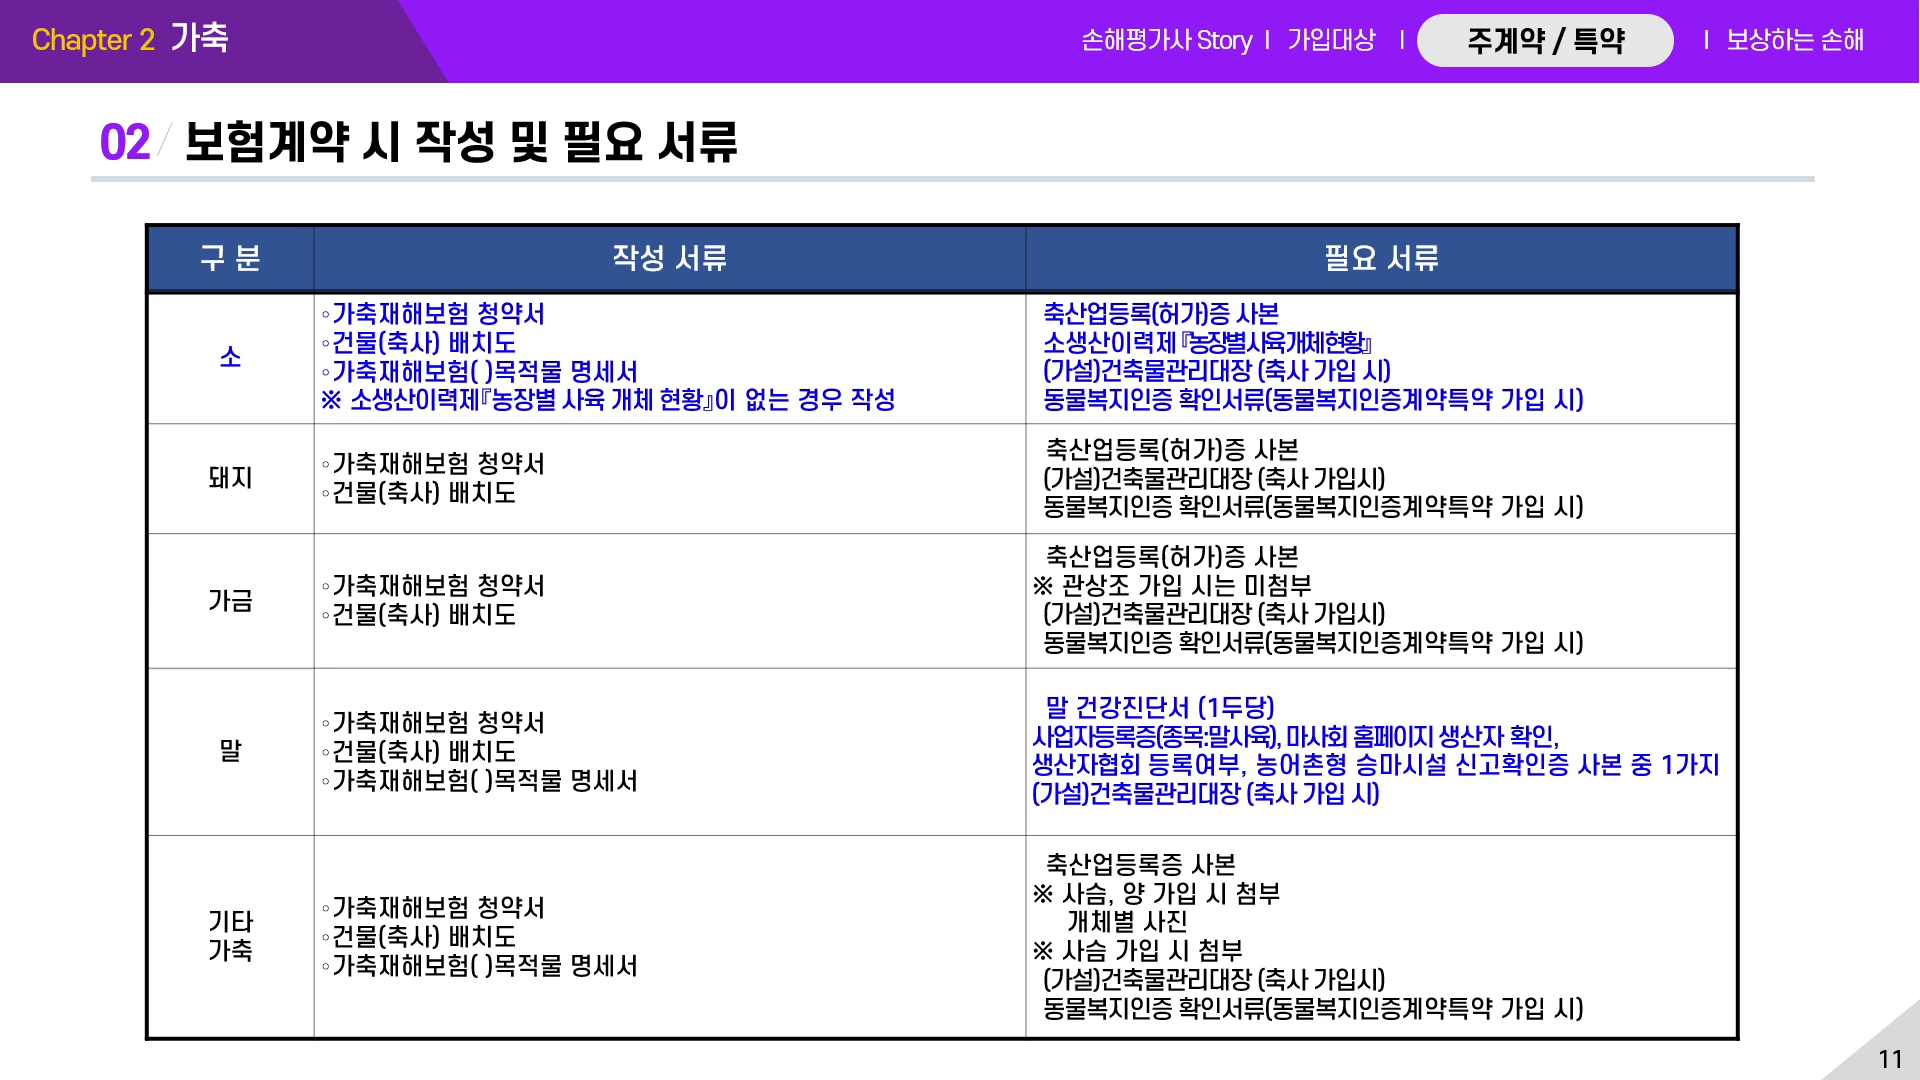 Chapter 2 가축
손해평가사 Story | 가입대상 | 주계약 / 특약 | 보상하는 손해
02 / 보험계약 시 작성 및 필요 서류
구 분
작성 서류
필요 서류
소
◦가축재해보험 청약서
◦건물(축사) 배치도
◦가축재해보험( )목적물 명세서
※ 소생산이력제『농장별 사육 개체 현황』이 없는 경우 작성
축산업등록(허가)증 사본
소생산이력제『농장별사육개체현황』
(가설)건축물관리대장 (축사 가입 시)
동물복지인증 확인서류(동물복지인증계약특약 가입 시)
돼지
◦가축재해보험 청약서
◦건물(축사) 배치도
축산업등록(허가)증 사본
(가설)건축물관리대장 (축사 가입시)
동물복지인증 확인서류(동물복지인증계약특약 가입 시)
가금
◦가축재해보험 청약서
◦건물(축사) 배치도
축산업등록(허가)증 사본
※ 관상조 가입 시는 미첨부
(가설)건축물관리대장 (축사 가입시)
동물복지인증 확인서류(동물복지인증계약특약 가입 시)
말
◦가축재해보험 청약서
◦건물(축사) 배치도
◦가축재해보험( )목적물 명세서
말 건강진단서 (1두당)
사업자등록증(종목:말사육), 마사회 홈페이지 생산자 확인,
생산자협회 등록여부, 농어촌형 승마시설 신고확인증 사본 중 1가지
(가설)건축물관리대장 (축사 가입 시)
기타
가축
◦가축재해보험 청약서
◦건물(축사) 배치도
◦가축재해보험( )목적물 명세서
축산업등록증 사본
※ 사슴, 양 가입 시 첨부
개체별 사진
※ 사슴 가입 시 첨부
(가설)건축물관리대장 (축사 가입시)
동물복지인증 확인서류(동물복지인증계약특약 가입 시)
11